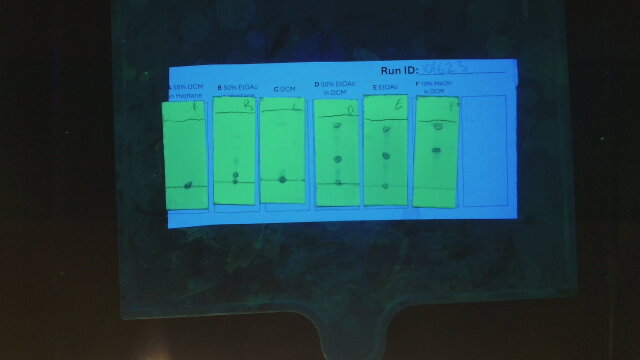 Run ID: 101623
A 50% DCM
in Heptane
B 50% EtOAc
in Heptane
C DCM
D 50% EtOAc
in DCM
E EtOAc
F 10% MeOH
in DCM
B
C
D
E
F